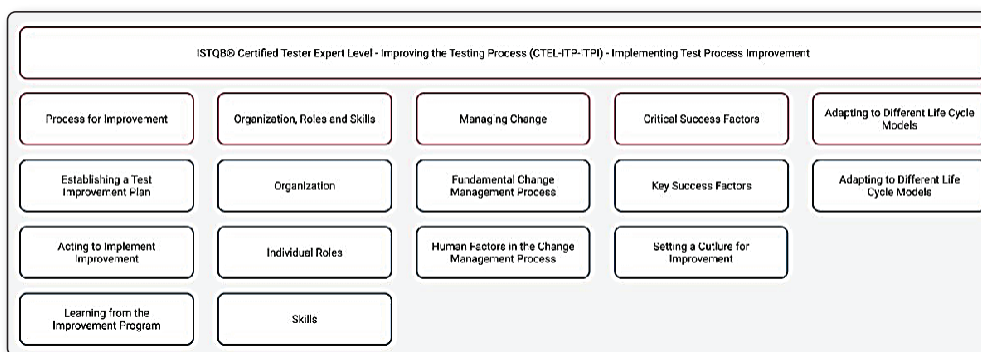 ISTQB® Certified Tester Expert Level - Improving the Testing Process (CTEL-ITP-ITPI) - Implementing Test Process Improvement
Process for Improvement
Organization, Roles and Skills
Managing Change
Critical Success Factors
Adapting to Different Life Cycle
Models
Establishing a Test
Improvement Plan
Organization
Fundamental Change
Management Process
Key Success Factors
Adapting to Different Life
Cycle Models
Acting to Implement
Improvement
Individual Roles
Human Factors in the Change
Management Process
Setting a Cutlure for
Improvement
Learning from the
Improvement Program
Skills